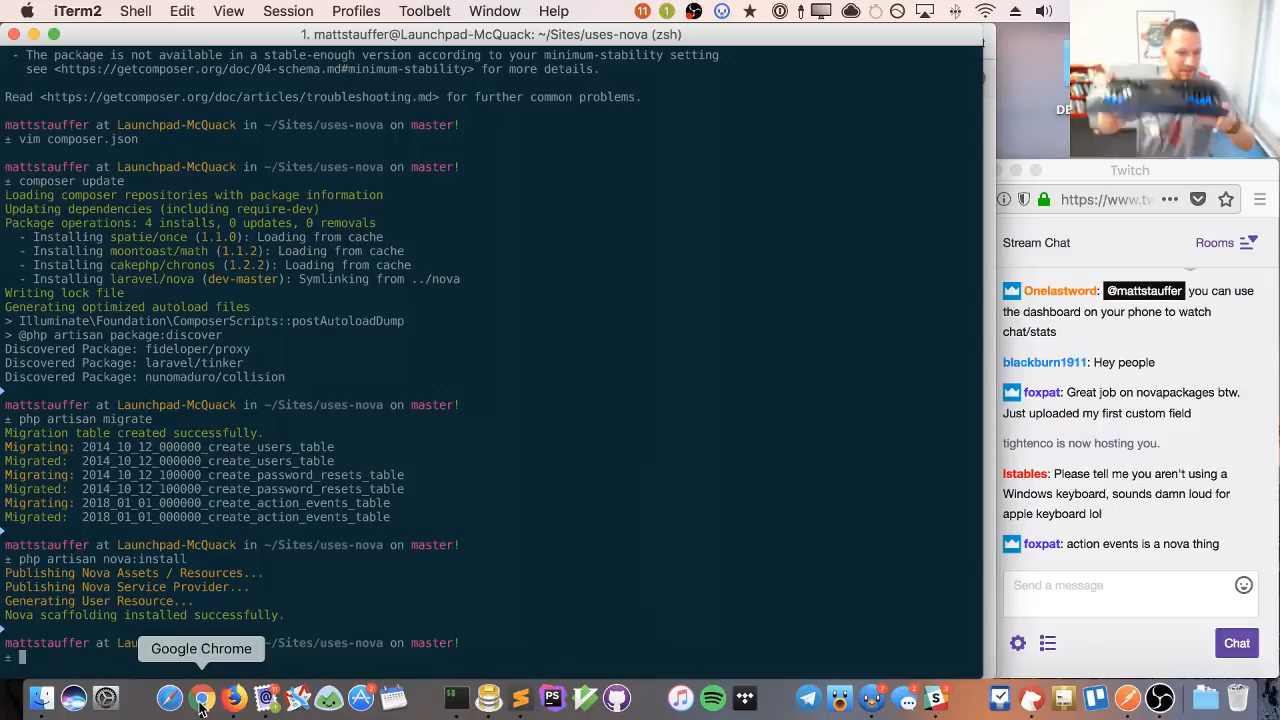 iTerm2 Shell Edit View Session Profiles Toolbelt Window Help 11 1
1. mattstauffer@Launchpad-McQuack: ~/Sites/uses-nova (zsh)
- The package is not available in a stable-enough version according to your minimum-stability setting
see <https://getcomposer.org/doc/04-schema.md#minimum-stability> for more details.
Read <https://getcomposer.org/doc/articles/troubleshooting.md> for further common problems.
mattstauffer at Launchpad-McQuack in ~/Sites/uses-nova on master!
± vim composer.json
mattstauffer at Launchpad-McQuack in ~/Sites/uses-nova on master!
± composer update
Loading composer repositories with package information
Updating dependencies (including require-dev)
Package operations: 4 installs, 0 updates, 0 removals
- Installing spatie/once (1.1.0): Loading from cache
- Installing moontoast/math (1.1.2): Loading from cache
- Installing cakephp/chronos (1.2.2): Loading from cache
- Installing laravel/nova (dev-master): Symlinking from ../nova
Writing lock file
Generating optimized autoload files
> Illuminate\Foundation\ComposerScripts::postAutoloadDump
> @php artisan package:discover
Discovered Package: fideloper/proxy
Discovered Package: laravel/tinker
Discovered Package: nunomaduro/collision
mattstauffer at Launchpad-McQuack in ~/Sites/uses-nova on master!
± php artisan migrate
Migration table created successfully.
Migrating: 2014_10_12_000000_create_users_table
Migrated: 2014_10_12_000000_create_users_table
Migrating: 2014_10_12_100000_create_password_resets_table
Migrated: 2014_10_12_100000_create_password_resets_table
Migrating: 2018_01_01_000000_create_action_events_table
Migrated: 2018_01_01_000000_create_action_events_table
mattstauffer at Launchpad-McQuack in ~/Sites/uses-nova on master!
± php artisan nova:install
Publishing Nova Assets / Resources...
Publishing Nova Service Provider...
Generating User Resource...
Nova scaffolding installed successfully.
mattstauffer at Lau /Sites/uses-nova on master!
±
Google Chrome
DE
Twitch
https://www.tw
Stream Chat
Rooms
Onelastword: @mattstauffer you can use
the dashboard on your phone to watch
chat/stats
blackburn1911: Hey people
foxpat: Great job on novapackages btw.
Just uploaded my first custom field
tightenco is now hosting you.
lstables: Please tell me you aren't using a
Windows keyboard, sounds damn loud for
apple keyboard lol
foxpat: action events is a nova thing
Send a message
Chat